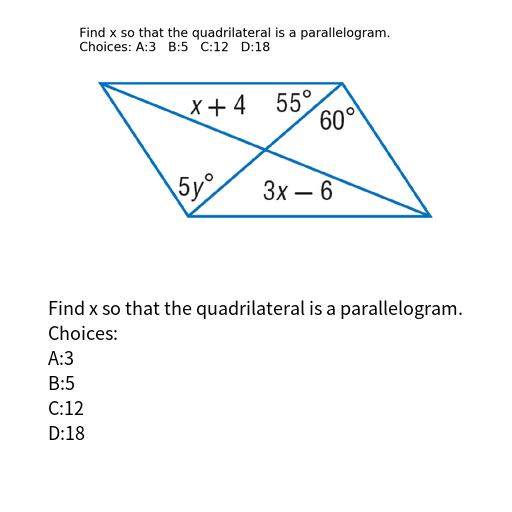 Find x so that the quadrilateral is a parallelogram.
Choices: A:3 B:5 C:12 D:18
x + 4 55° 60°
5y° 3x – 6
Find x so that the quadrilateral is a parallelogram.
Choices:
A:3
B:5
C:12
D:18